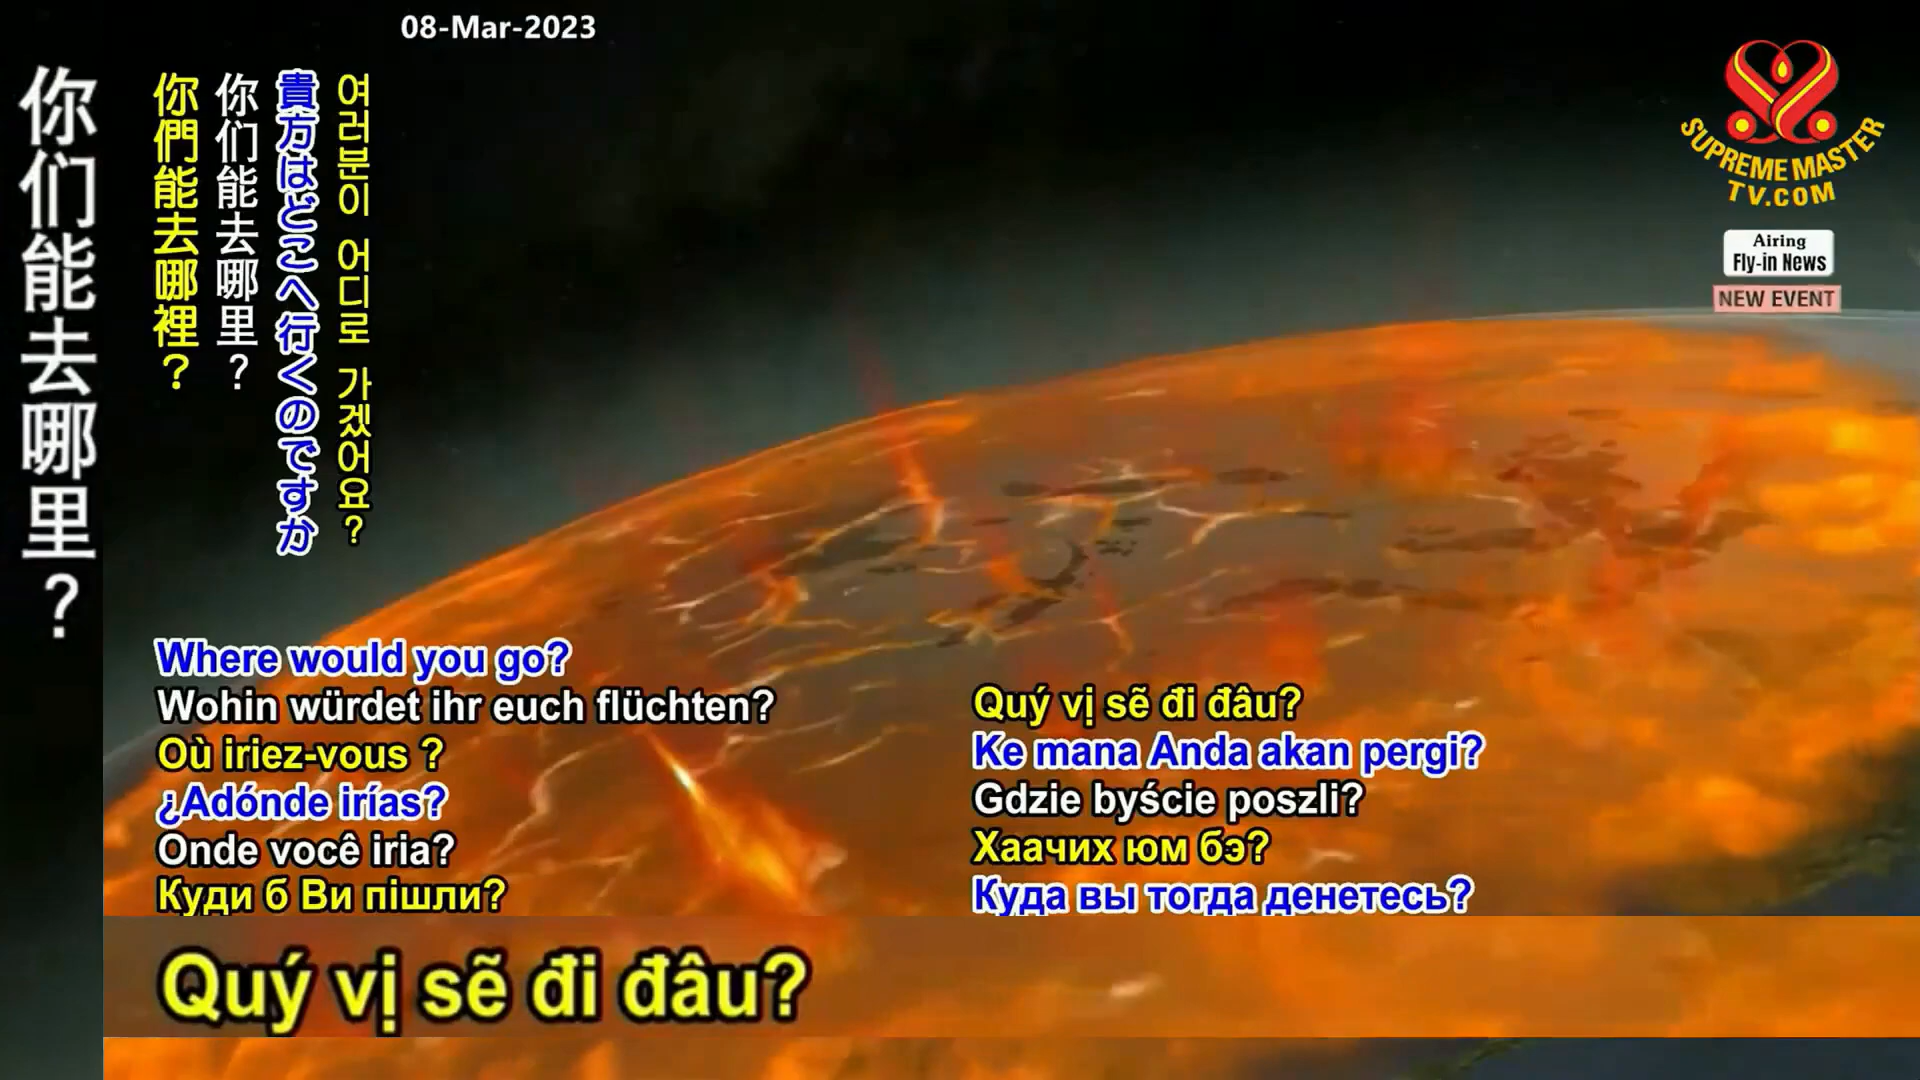 08-Mar-2023
你们能去哪里？
你們能去哪裡？
你们能去哪里？
貴方はどこへ行くのですか
여러분이 어디로 가겠어요?
SUPREME MASTER
TV.COM
Airing
Fly-in News
NEW EVENT
Where would you go?
Wohin würdet ihr euch flüchten?
Où iriez-vous ?
¿Adónde irías?
Onde você iria?
Куди б Ви пішли?
Quý vị sẽ đi đâu?
Ke mana Anda akan pergi?
Gdzie byście poszli?
Хаачих юм бэ?
Куда вы тогда денетесь?
Quý vị sẽ đi đâu?